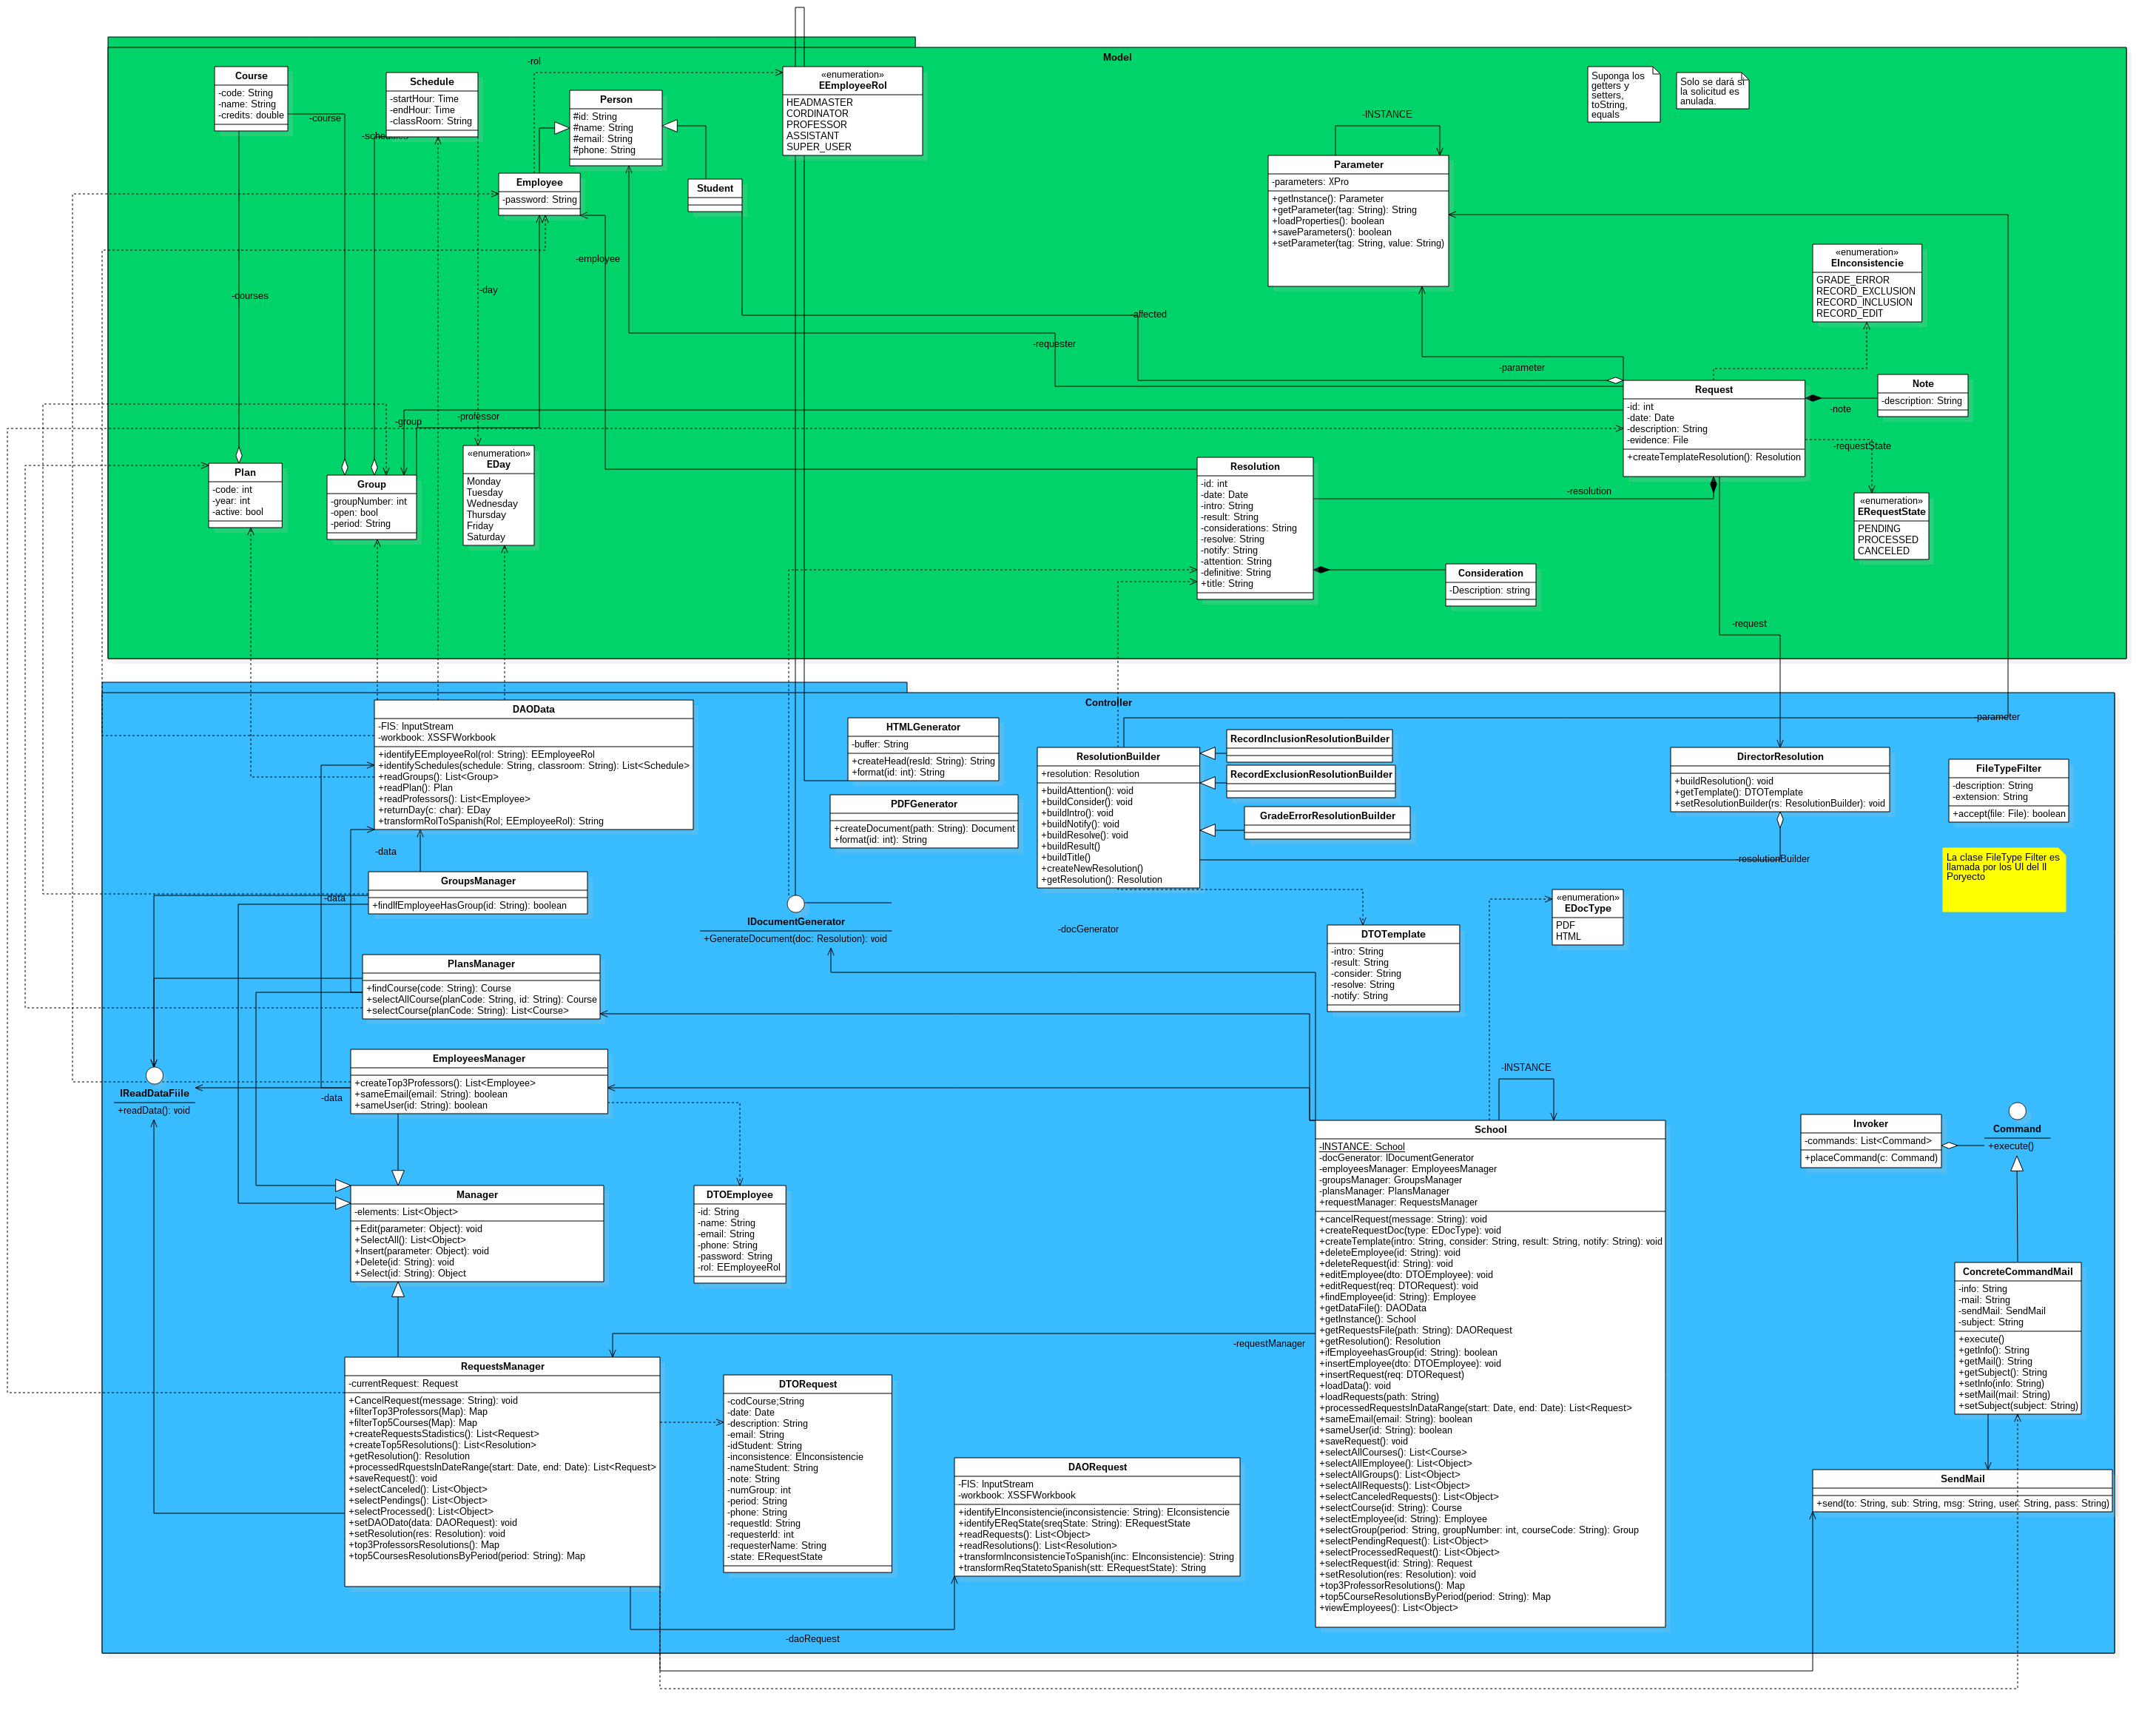 Model
Course
-code: String
-name: String
-credits: double
-course
Schedule
-startHour: Time
-endHour: Time
-classRoom: String
-schedules
-rol
Person
#id: String
#name: String
#email: String
#phone: String
«enumeration»
EEmployeeRol
HEADMASTER
CORDINATOR
PROFESSOR
ASSISTANT
SUPER_USER
Employee
-password: String
Student
Suponga los
getters y
setters,
toString,
equals
Solo se dará si
la solicitud es
anulada.
-INSTANCE
Parameter
-parameters: XPro
+getInstance(): Parameter
+getParameter(tag: String): String
+loadProperties(): boolean
+saveParameters(): boolean
+setParameter(tag: String, value: String)
«enumeration»
EInconsistencie
GRADE_ERROR
RECORD_EXCLUSION
RECORD_INCLUSION
RECORD_EDIT
-employee
-courses
-day
-affected
-requester
-parameter
Request
-id: int
-date: Date
-description: String
-evidence: File
+createTemplateResolution(): Resolution
Note
-description: String
-note
-requestState
-professor
-group
Plan
-code: int
-year: int
-active: bool
Group
-groupNumber: int
-open: bool
-period: String
«enumeration»
EDay
Monday
Tuesday
Wednesday
Thursday
Friday
Saturday
Resolution
-id: int
-date: Date
-intro: String
-result: String
-considerations: String
-resolve: String
-notify: String
-attention: String
-definitive: String
+title: String
-resolution
«enumeration»
ERequestState
PENDING
PROCESSED
CANCELED
Consideration
-Description: string
-request
Controller
DAOData
-FIS: InputStream
-workbook: XSSFWorkbook
+identifyEEmployeeRol(rol: String): EEmployeeRol
+identifySchedules(schedule: String, classroom: String): List<Schedule>
+readGroups(): List<Group>
+readPlan(): Plan
+readProfessors(): List<Employee>
+returnDay(c: char): EDay
+transformRolToSpanish(Rol; EEmployeeRol): String
HTMLGenerator
-buffer: String
+createHead(resId: String): String
+format(id: int): String
PDFGenerator
+createDocument(path: String): Document
+format(id: int): String
ResolutionBuilder
+resolution: Resolution
+buildAttention(): void
+buildConsider(): void
+buildIntro(): void
+buildNotify(): void
+buildResolve(): void
+buildResult()
+buildTitle()
+createNewResolution()
+getResolution(): Resolution
RecordInclusionResolutionBuilder
RecordExclusionResolutionBuilder
GradeErrorResolutionBuilder
-parameter
DirectorResolution
+buildResolution(): void
+getTemplate(): DTOTemplate
+setResolutionBuilder(rs: ResolutionBuilder): void
-resolutionBuilder
FileTypeFilter
-description: String
-extension: String
+accept(file: File): boolean
La clase FileType Filter es
llamada por los UI del II
Poryecto
-data
GroupsManager
+findIfEmployeeHasGroup(id: String): boolean
-data
IDocumentGenerator
+GenerateDocument(doc: Resolution): void
-docGenerator
DTOTemplate
-intro: String
-result: String
-consider: String
-resolve: String
-notify: String
«enumeration»
EDocType
PDF
HTML
PlansManager
+findCourse(code: String): Course
+selectAllCourse(planCode: String, id: String): Course
+selectCourse(planCode: String): List<Course>
EmployeesManager
+createTop3Professors(): List<Employee>
+sameEmail(email: String): boolean
+sameUser(id: String): boolean
-data
IReadDataFiile
+readData(): void
-INSTANCE
Manager
-elements: List<Object>
+Edit(parameter: Object): void
+SelectAll(): List<Object>
+Insert(parameter: Object): void
+Delete(id: String): void
+Select(id: String): Object
DTOEmployee
-id: String
-name: String
-email: String
-phone: String
-password: String
-rol: EEmployeeRol
School
-INSTANCE: School
-docGenerator: IDocumentGenerator
-employeesManager: EmployeesManager
-groupsManager: GroupsManager
-plansManager: PlansManager
+requestManager: RequestsManager
+cancelRequest(message: String): void
+createRequestDoc(type: EDocType): void
+createTemplate(intro: String, consider: String, result: String, notify: String): void
+deleteEmployee(id: String): void
+deleteRequest(id: String): void
+editEmployee(dto: DTOEmployee): void
+editRequest(req: DTORequest): void
+findEmployee(id: String): Employee
+getDataFile(): DAOData
+getInstance(): School
+getRequestsFile(path: String): DAORequest
+getResolution(): Resolution
+ifEmployeehasGroup(id: String): boolean
+insertEmployee(dto: DTOEmployee): void
+insertRequest(req: DTORequest)
+loadData(): void
+loadRequests(path: String)
+processedRequestsInDataRange(start: Date, end: Date): List<Request>
+sameEmail(email: String): boolean
+sameUser(id: String): boolean
+saveRequest(): void
+selectAllCourses(): List<Course>
+selectAllEmployee(): List<Object>
+selectAllGroups(): List<Object>
+selectAllRequests(): List<Object>
+selectCanceledRequests(): List<Object>
+selectCourse(id: String): Course
+selectEmployee(id: String): Employee
+selectGroup(period: String, groupNumber: int, courseCode: String): Group
+selectPendingRequest(): List<Object>
+selectProcessedRequest(): List<Object>
+selectRequest(id: String): Request
+setResolution(res: Resolution): void
+top3ProfessorResolutions(): Map
+top5CourseResolutionsByPeriod(period: String): Map
+viewEmployees(): List<Object>
Invoker
-commands: List<Command>
+placeCommand(c: Command)
Command
+execute()
ConcreteCommandMail
-info: String
-mail: String
-sendMail: SendMail
-subject: String
+execute()
+getInfo(): String
+getMail(): String
+getSubject(): String
+setInfo(info: String)
+setMail(mail: String)
+setSubject(subject: String)
-requestManager
RequestsManager
-currentRequest: Request
+CancelRequest(message: String): void
+filterTop3Professors(Map): Map
+filterTop5Courses(Map): Map
+createRequestsStadistics(): List<Request>
+createTop5Resolutions(): List<Resolution>
+getResolution(): Resolution
+processedRquestsInDateRange(start: Date, end: Date): List<Request>
+saveRequest(): void
+selectCanceled(): List<Object>
+selectPendings(): List<Object>
+selectProcessed(): List<Object>
+setDAODato(data: DAORequest): void
+setResolution(res: Resolution): void
+top3ProfessorsResolutions(): Map
+top5CoursesResolutionsByPeriod(period: String): Map
DTORequest
-codCourse;String
-date: Date
-description: String
-email: String
-idStudent: String
-inconsistence: EInconsistencie
-nameStudent: String
-note: String
-numGroup: int
-period: String
-phone: String
-requestId: String
-requesterId: int
-requesterName: String
-state: ERequestState
DAORequest
-FIS: InputStream
-workbook: XSSFWorkbook
+identifyEInconsistencie(inconsistencie: String): EIconsistencie
+identifyEReqState(sreqState: String): ERequestState
+readRequests(): List<Object>
+readResolutions(): List<Resolution>
+transformInconsistencieToSpanish(inc: EInconsistencie): String
+transformReqStatetoSpanish(stt: ERequestState): String
SendMail
+send(to: String, sub: String, msg: String, user: String, pass: String)
-daoRequest